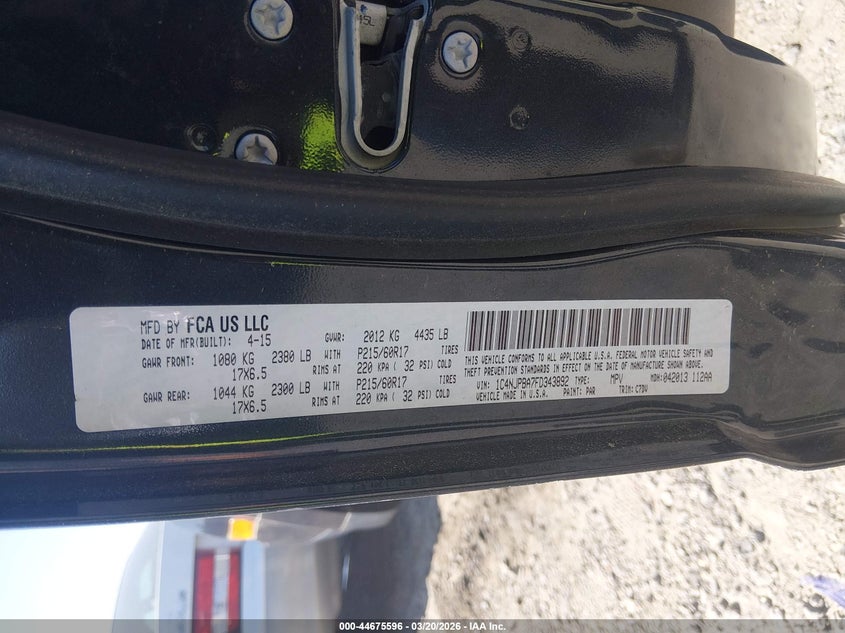 45L
MFD BY FCA US LLC
DATE OF MFR(BUILT): 4-15 GVWR: 2012 KG 4435 LB
GAWR FRONT: 1080 KG 2380 LB WITH P215/60R17 TIRES
17X6.5 RIMS AT 220 KPA ( 32 PSI) COLD
GAWR REAR: 1044 KG 2300 LB WITH P215/60R17 TIRES
17X6.5 RIMS AT 220 KPA ( 32 PSI) COLD
THIS VEHICLE CONFORMS TO ALL APPLICABLE U.S.A. FEDERAL MOTOR VEHICLE SAFETY AND
THEFT PREVENTION STANDARDS IN EFFECT ON THE DATE OF MANUFACTURE SHOWN ABOVE.
VIN: 1C4NJPBA7FD343892 TYPE: MPV MDH: 042013 112AA
VEHICLE MADE IN U.S.A. PAINT: PAR TRIM: C7DV
000-44675596 - 03/20/2026 - IAA Inc.